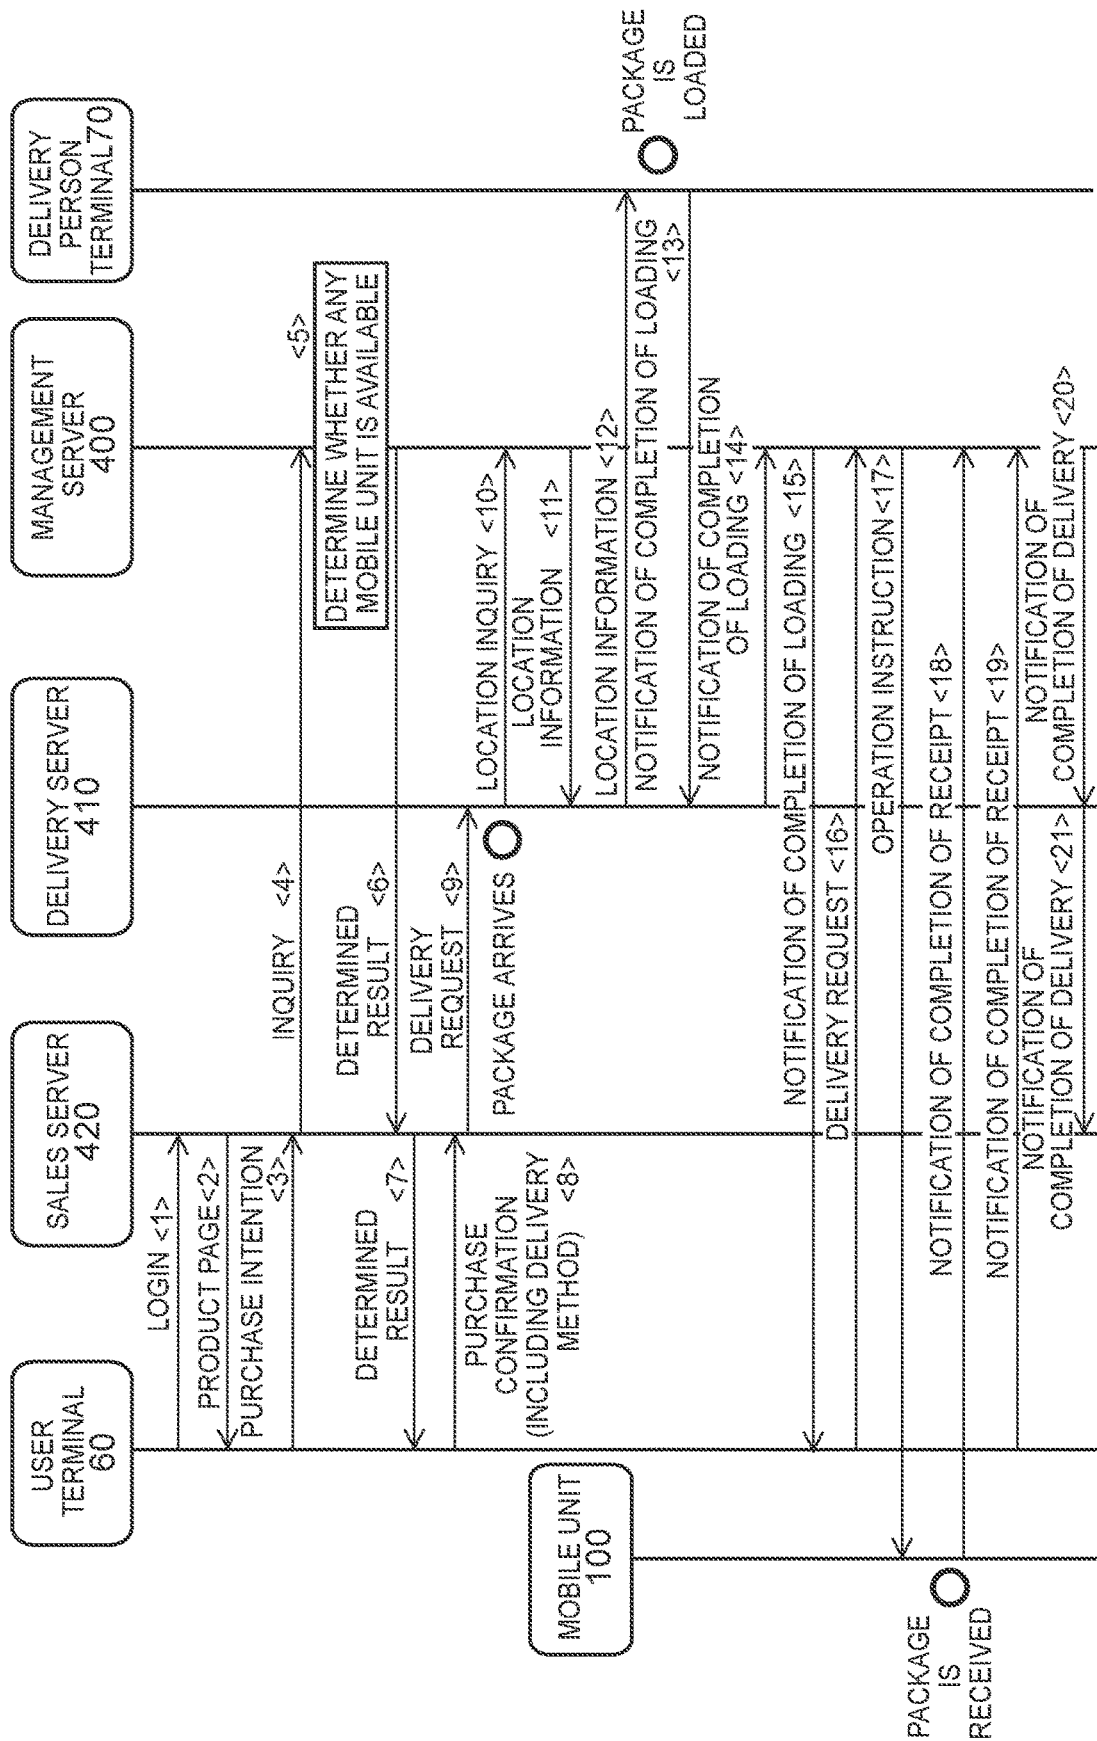 USER
TERMINAL
60
SALES SERVER
420
DELIVERY SERVER
410
MANAGEMENT
SERVER
400
DELIVERY
PERSON
TERMINAL70
MOBILE UNIT
100
LOGIN <1>
PRODUCT PAGE<2>
PURCHASE INTENTION
<3>
INQUIRY <4>
<5>
DETERMINE WHETHER ANY
MOBILE UNIT IS AVAILABLE
DETERMINED
RESULT <6>
DETERMINED
RESULT <7>
PURCHASE
CONFIRMATION
(INCLUDING DELIVERY
METHOD) <8>
DELIVERY
REQUEST <9>
PACKAGE ARRIVES
LOCATION INQUIRY <10>
LOCATION
INFORMATION <11>
LOCATION INFORMATION <12>
PACKAGE
IS
LOADED
NOTIFICATION OF COMPLETION OF LOADING
<13>
NOTIFICATION OF COMPLETION
OF LOADING <14>
NOTIFICATION OF COMPLETION OF LOADING <15>
DELIVERY REQUEST <16>
OPERATION INSTRUCTION<17>
PACKAGE
IS
RECEIVED
NOTIFICATION OF COMPLETION OF RECEIPT <18>
NOTIFICATION OF COMPLETION OF RECEIPT <19>
NOTIFICATION OF
COMPLETION OF DELIVERY <20>
NOTIFICATION OF
COMPLETION OF DELIVERY <21>